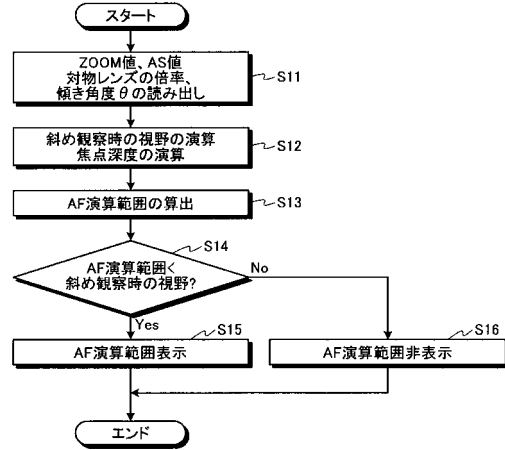 スタート
ZOOM値、AS値
対物レンズの倍率、
傾き角度θの読み出し
S11
斜め観察時の視野の演算
焦点深度の演算
S12
AF演算範囲の算出
S13
S14
AF演算範囲<
斜め観察時の視野?
No
Yes
S15
AF演算範囲表示
S16
AF演算範囲非表示
エンド